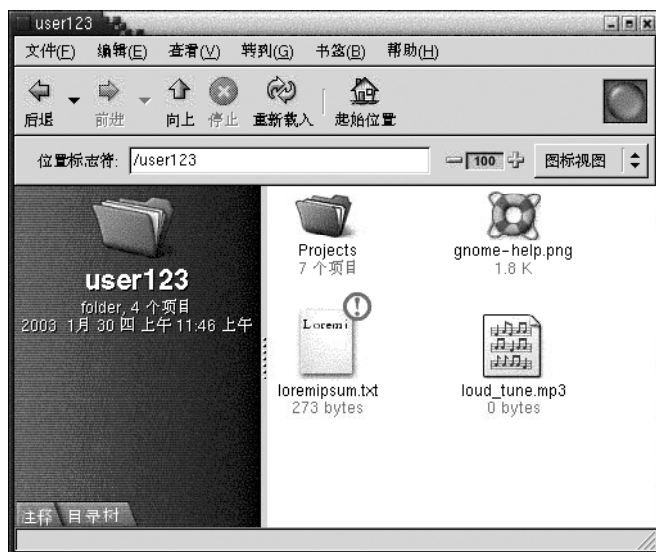 user123
文件(F) 编辑(E) 查看(V) 转到(G) 书签(B) 帮助(H)
后退 前进 向上 停止 重新载入 起始位置
位置标志符: /user123 100 图标视图
user123
folder, 4 个项目
2003 1月 30 四 上午 11:46 上午
Projects
7 个项目
gnome-help.png
1.8 K
Loremi
loremipsum.txt
273 bytes
loud_tune.mp3
0 bytes
注释 目录树